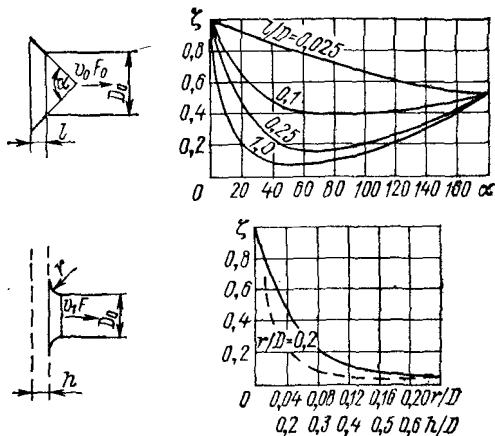 α
v₀F₀
D₀
l
ζ
0,8
0,6
0,4
0,2
0
l/D=0,025
0,1
0,25
1,0
20 40 60 80 100 120 140 160 α
r
v₁F
D₀
h
ζ
0,8
0,6
0,4
0,2
0
r/D=0,2
0,04 0,08 0,12 0,16 0,20 r/D
0,2 0,3 0,4 0,5 0,6 h/D